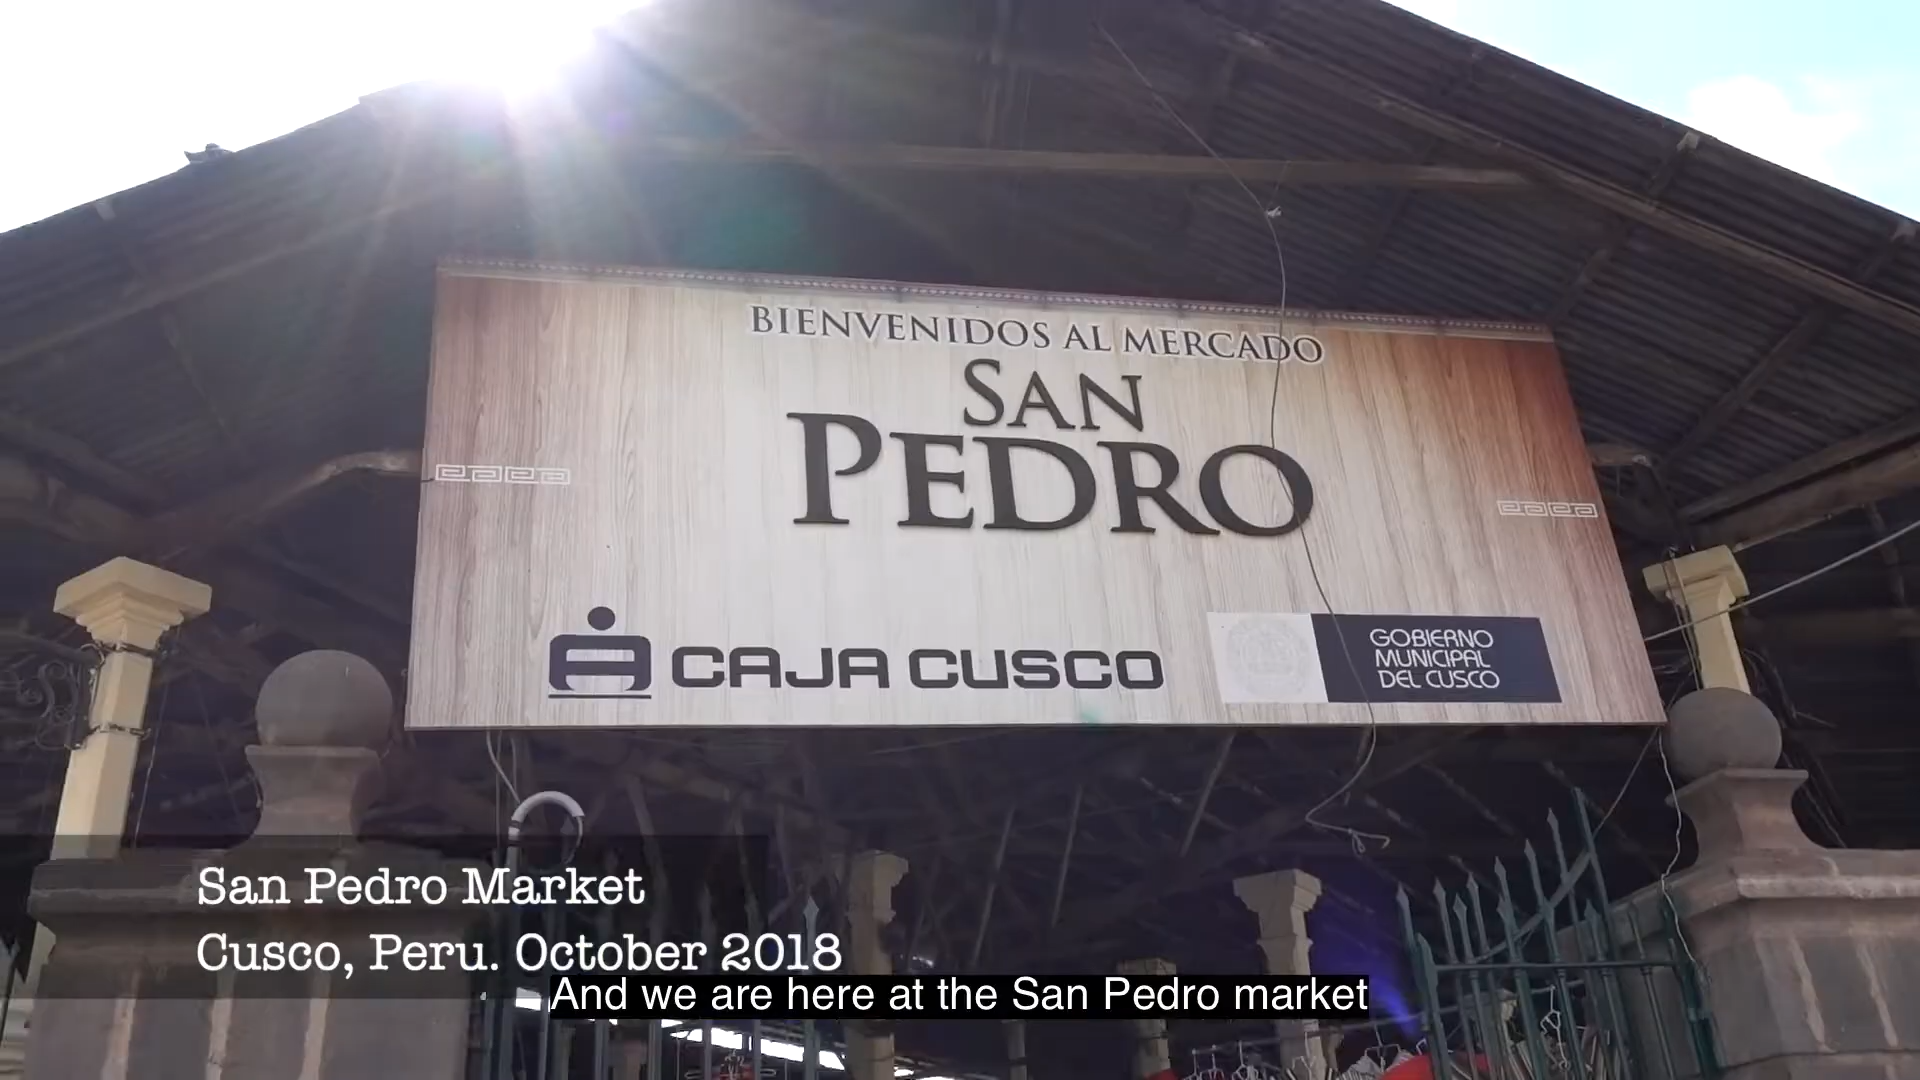 BIENVENIDOS AL MERCADO
SAN
PEDRO
CAJA CUSCO
GOBIERNO
MUNICIPAL
DEL CUSCO
San Pedro Market
Cusco, Peru. October 2018
And we are here at the San Pedro market